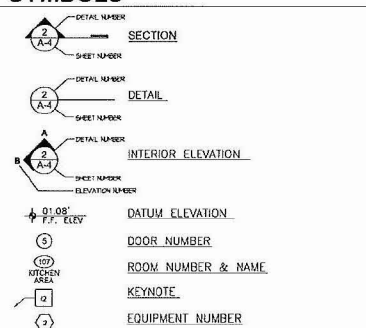 DETAIL NUMBER
2
A-4
SECTION
SHEET NUMBER
DETAIL NUMBER
2
A-4
DETAIL
SHEET NUMBER
A
DETAIL NUMBER
B
2
A-4
INTERIOR ELEVATION
SHEET NUMBER
ELEVATION NUMBER
01.08'
F.F. ELEV
DATUM ELEVATION
5
DOOR NUMBER
107
KITCHEN
AREA
ROOM NUMBER & NAME
12
KEYNOTE
EQUIPMENT NUMBER